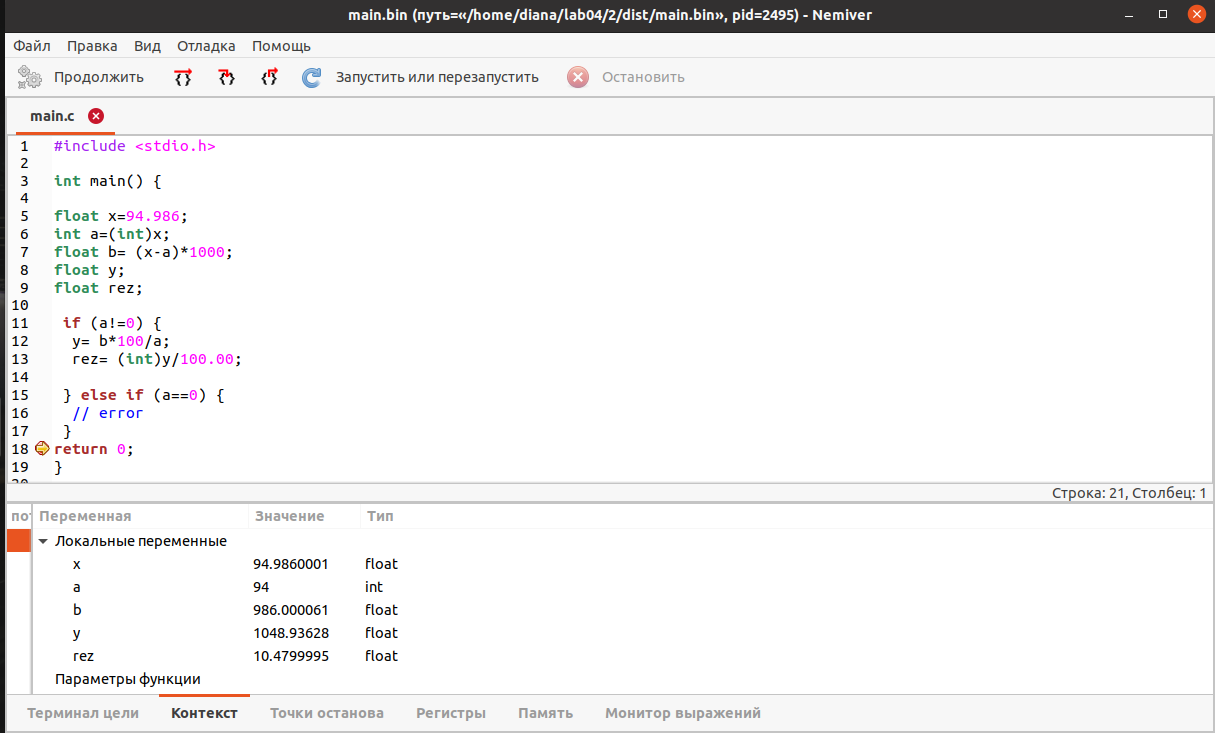 main.bin (путь=«/home/diana/lab04/2/dist/main.bin», pid=2495) - Nemiver
Файл Правка Вид Отладка Помощь
Продолжить Запустить или перезапустить Остановить
main.c
1 #include <stdio.h>
2
3 int main() {
4
5 float x=94.986;
6 int a=(int)x;
7 float b= (x-a)*1000;
8 float y;
9 float rez;
10
11 if (a!=0) {
12 y= b*100/a;
13 rez= (int)y/100.00;
14
15 } else if (a==0) {
16 // error
17 }
18 return 0;
19 }
20
Строка: 21, Столбец: 1
Переменная Значение Тип
Локальные переменные
x 94.9860001 float
a 94 int
b 986.000061 float
y 1048.93628 float
rez 10.4799995 float
Параметры функции
Терминал цели Контекст Точки останова Регистры Память Монитор выражений